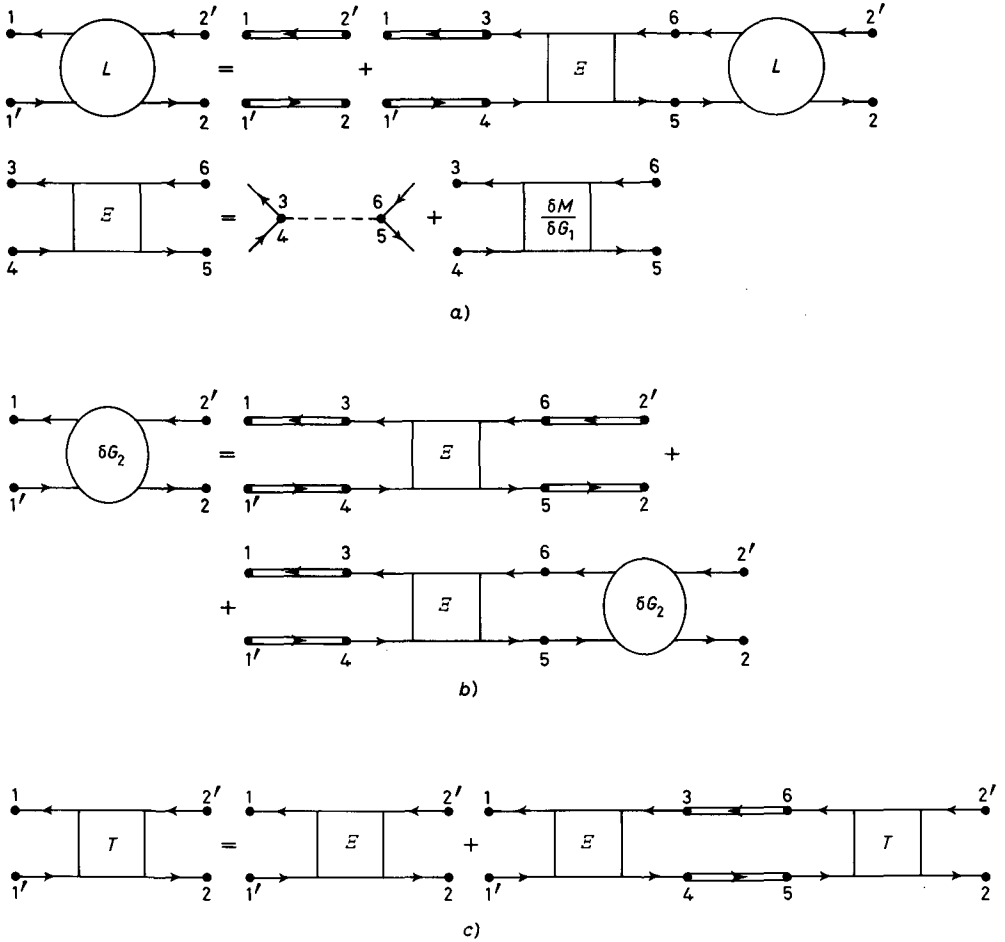 1 2′ 1 2′ 1 3 6 2′
L = + Ξ L
1′ 2 1′ 2 1′ 4 5 2
3 6 3 6 3 6
Ξ = + δM/δG₁
4 5 4 5 4 5
a)
1 2′ 1 3 6 2′
δG₂ = Ξ +
1′ 2 1′ 4 5 2
1 3 6 2′
+ Ξ δG₂
1′ 4 5 2
b)
1 2′ 1 2′ 1 3 6 2′
T = Ξ + Ξ T
1′ 2 1′ 2 1′ 4 5 2
c)